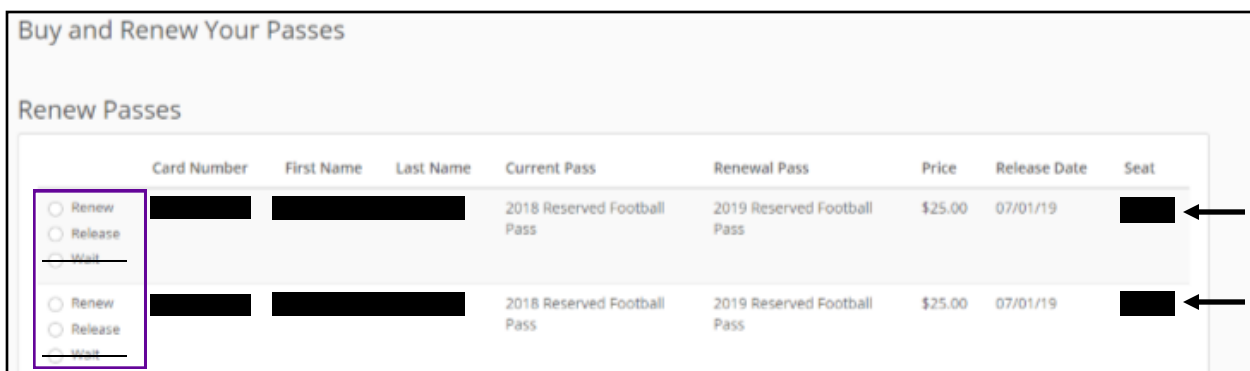 Buy and Renew Your Passes
Renew Passes
Card Number First Name Last Name Current Pass Renewal Pass Price Release Date Seat
Renew 2018 Reserved Football 2019 Reserved Football $25.00 07/01/19
Release Pass Pass
Wait
Renew 2018 Reserved Football 2019 Reserved Football $25.00 07/01/19
Release Pass Pass
Wait